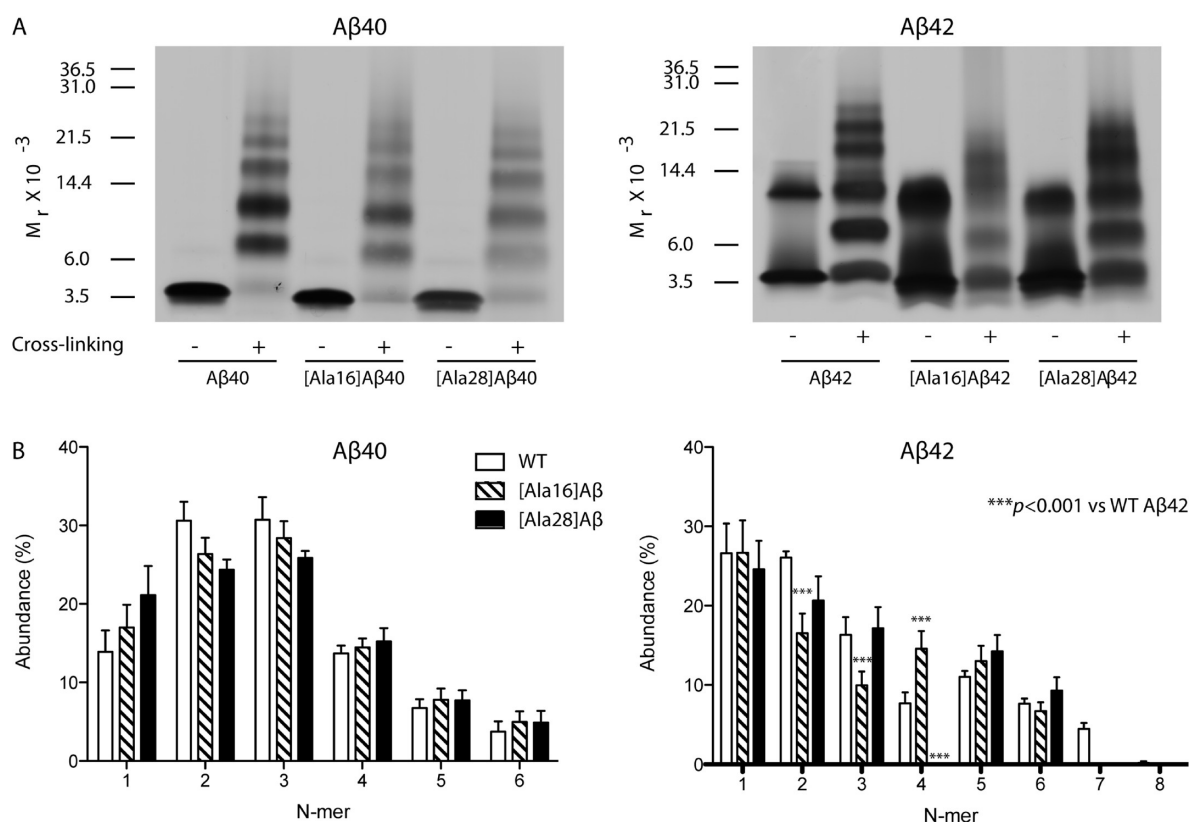 A
Aβ40
Aβ42
M r X 10 -3
36.5
31.0
21.5
14.4
6.0
3.5
M r X 10 -3
36.5
31.0
21.5
14.4
6.0
3.5
Cross-linking - + - + - +
Aβ40 [Ala16]Aβ40 [Ala28]Aβ40
- + - + - +
Aβ42 [Ala16]Aβ42 [Ala28]Aβ42
B
Aβ40
WT
[Ala16]Aβ
[Ala28]Aβ
Abundance (%)
40
30
20
10
0
1 2 3 4 5 6
N-mer
Aβ42
***p<0.001 vs WT Aβ42
Abundance (%)
40
30
20
10
0
***
***
***
***
1 2 3 4 5 6 7 8
N-mer